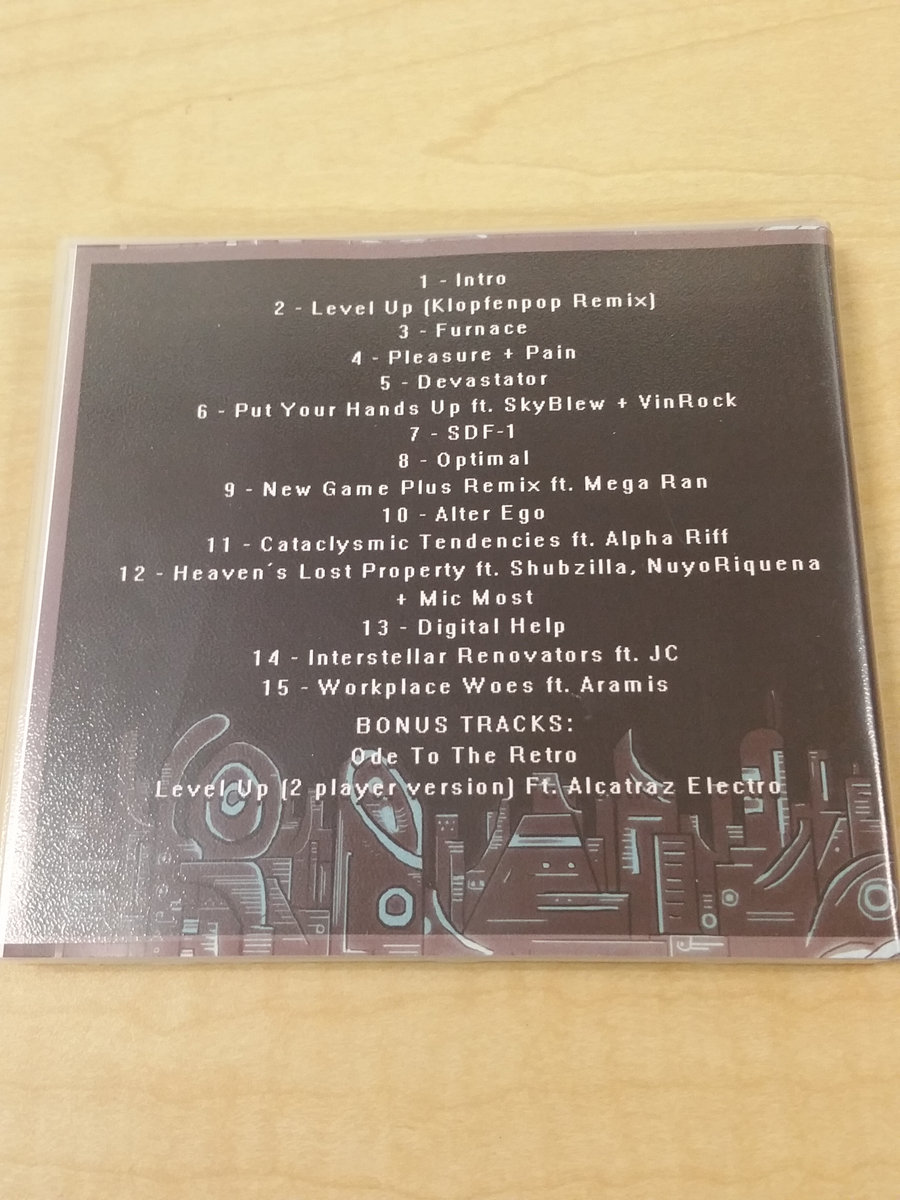 1 - Intro
2 - Level Up (Klopfenpop Remix)
3 - Furnace
4 - Pleasure + Pain
5 - Devastator
6 - Put Your Hands Up ft. SkyBlew + VinRock
7 - SDF-1
8 - Optimal
9 - New Game Plus Remix ft. Mega Ran
10 - Alter Ego
11 - Cataclysmic Tendencies ft. Alpha Riff
12 - Heaven´s Lost Property ft. Shubzilla, NuyoRiquena
+ Mic Most
13 - Digital Help
14 - Interstellar Renovators ft. JC
15 - Workplace Woes ft. Aramis
BONUS TRACKS:
Ode To The Retro
Level Up (2 player version) Ft. Alcatraz Electro